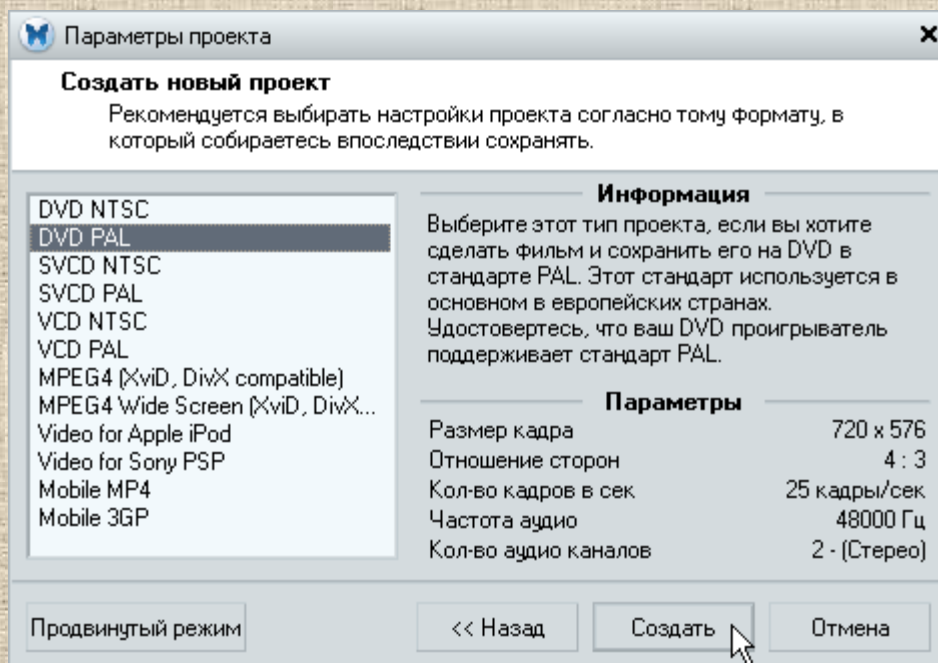 Параметры проекта
Создать новый проект
Рекомендуется выбирать настройки проекта согласно тому формату, в
который собираетесь впоследствии сохранять.
DVD NTSC
DVD PAL
SVCD NTSC
SVCD PAL
VCD NTSC
VCD PAL
MPEG4 (XviD, DivX compatible)
MPEG4 Wide Screen (XviD, DivX...
Video for Apple iPod
Video for Sony PSP
Mobile MP4
Mobile 3GP
Информация
Выберите этот тип проекта, если вы хотите
сделать фильм и сохранить его на DVD в
стандарте PAL. Этот стандарт используется в
основном в европейских странах.
Удостовертесь, что ваш DVD проигрыватель
поддерживает стандарт PAL.
Параметры
Размер кадра 720 x 576
Отношение сторон 4 : 3
Кол-во кадров в сек 25 кадры/сек
Частота аудио 48000 Гц
Кол-во аудио каналов 2 - (Стерео)
Продвинутый режим << Назад Создать Отмена